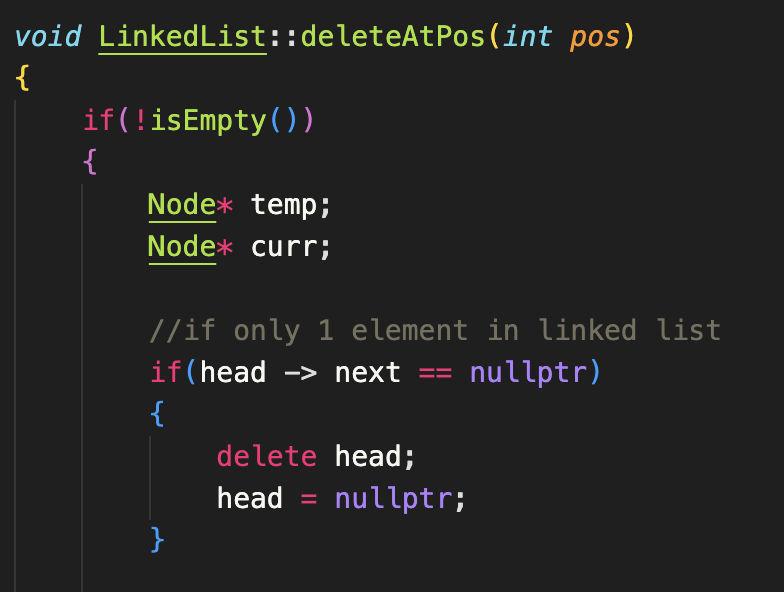 void LinkedList::deleteAtPos(int pos)
{
if(!isEmpty())
{
Node* temp;
Node* curr;
//if only 1 element in linked list
if(head -> next == nullptr)
{
delete head;
head = nullptr;
}